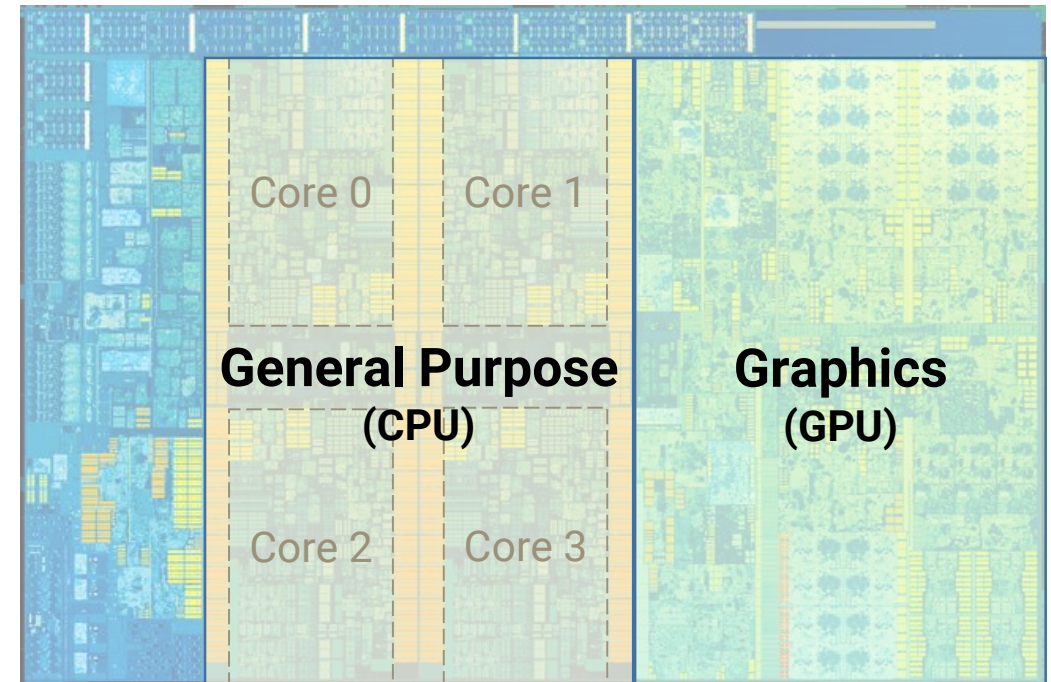 Core 0
Core 1
General Purpose
(CPU)
Graphics
(GPU)
Core 2
Core 3